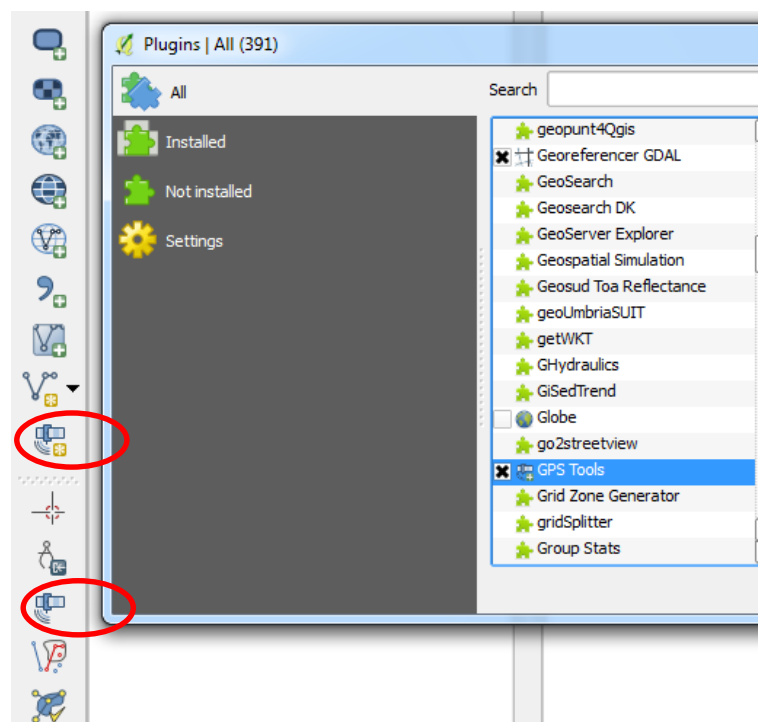 Plugins | All (391)
All
Installed
Not installed
Settings
Search
geopunt4Qgis
Georeferencer GDAL
GeoSearch
Geosearch DK
GeoServer Explorer
Geospatial Simulation
Geosud Toa Reflectance
geoUmbriaSUIT
getWKT
GHydraulics
GiSedTrend
Globe
go2streetview
GPS Tools
Grid Zone Generator
gridSplitter
Group Stats